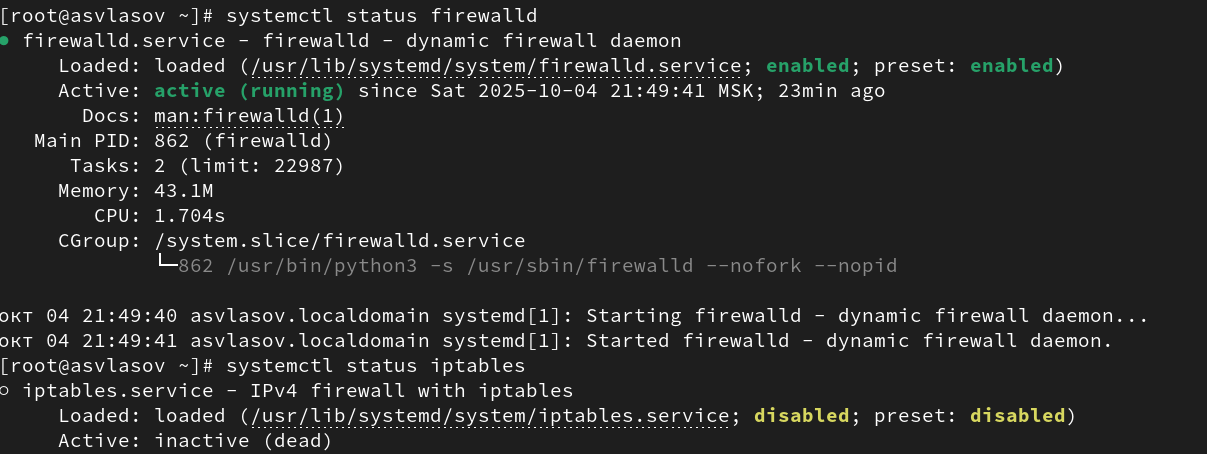 [root@asvlasov ~]# systemctl status firewalld
● firewalld.service - firewalld - dynamic firewall daemon
     Loaded: loaded (/usr/lib/systemd/system/firewalld.service; enabled; preset: enabled)
     Active: active (running) since Sat 2025-10-04 21:49:41 MSK; 23min ago
       Docs: man:firewalld(1)
   Main PID: 862 (firewalld)
      Tasks: 2 (limit: 22987)
     Memory: 43.1M
        CPU: 1.704s
     CGroup: /system.slice/firewalld.service
             └─862 /usr/bin/python3 -s /usr/sbin/firewalld --nofork --nopid

окт 04 21:49:40 asvlasov.localdomain systemd[1]: Starting firewalld - dynamic firewall daemon...
окт 04 21:49:41 asvlasov.localdomain systemd[1]: Started firewalld - dynamic firewall daemon.
[root@asvlasov ~]# systemctl status iptables
○ iptables.service - IPv4 firewall with iptables
     Loaded: loaded (/usr/lib/systemd/system/iptables.service; disabled; preset: disabled)
     Active: inactive (dead)